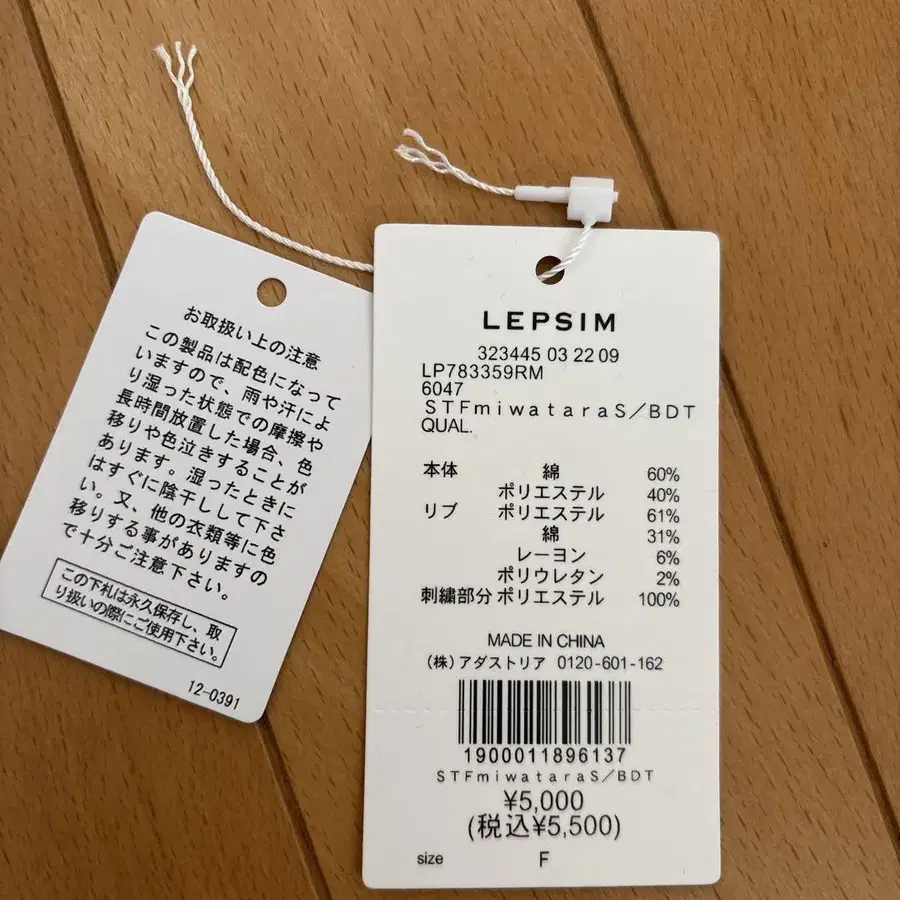 お取扱い上の注意
この製品は配色になって
いますので、雨や汗によ
り湿った状態での摩擦や
長時間放置した場合、色
移りや色泣きすることが
あります。湿ったときに
はすぐに陰干しして下さ
い。又、他の衣類等に色
移りする事がありますの
で十分ご注意下さい。
この下札は永久保存し、取
り扱いの際にご使用下さい。
12-0391
LEPSIM
323445 03 22 09
LP783359RM
6047
STFmiwataraS/BDT
QUAL.
本体 綿 60%
ポリエステル 40%
リブ ポリエステル 61%
綿 31%
レーヨン 6%
ポリウレタン 2%
刺繍部分 ポリエステル 100%
MADE IN CHINA
(株)アダストリア 0120-601-162
1900011896137
STFmiwataraS/BDT
¥5,000
(税込¥5,500)
size F